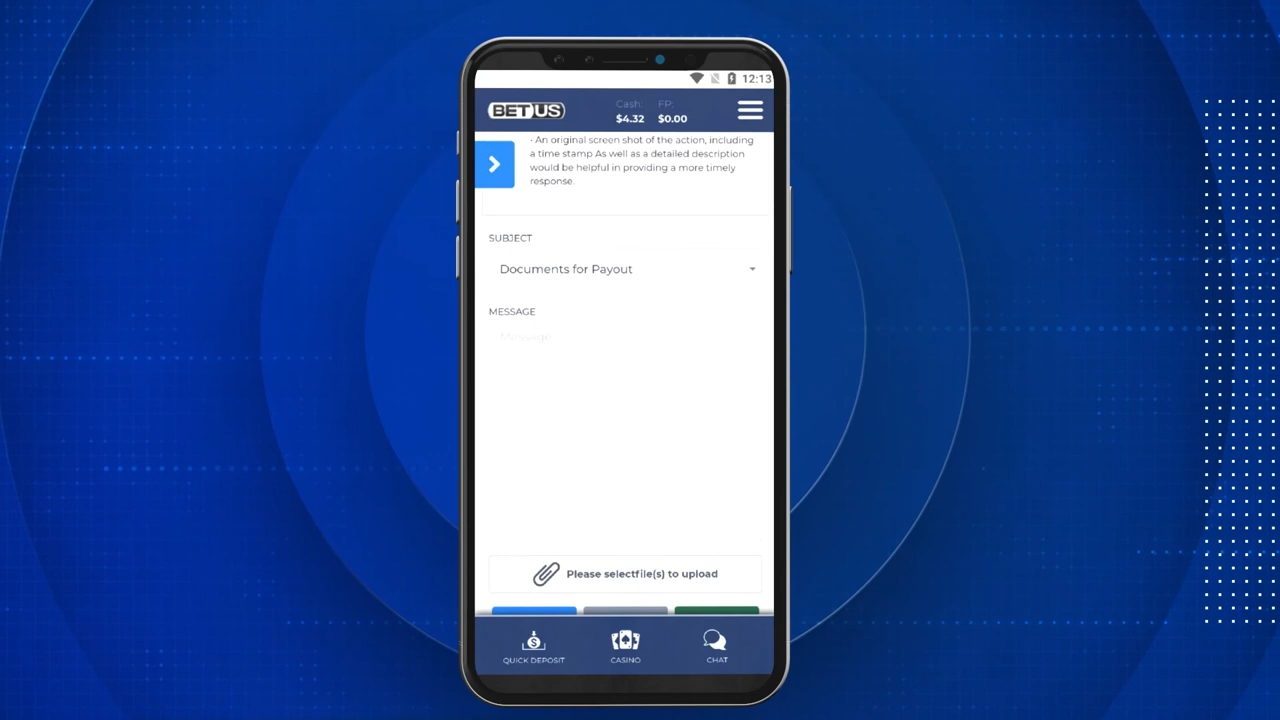 12:13
BETUS
Cash: FP:
$4.32 $0.00
• An original screen shot of the action, including
a time stamp As well as a detailed description
would be helpful in providing a more timely
response.
SUBJECT
Documents for Payout
MESSAGE
Message
Please selectfile(s) to upload
QUICK DEPOSIT
CASINO
CHAT